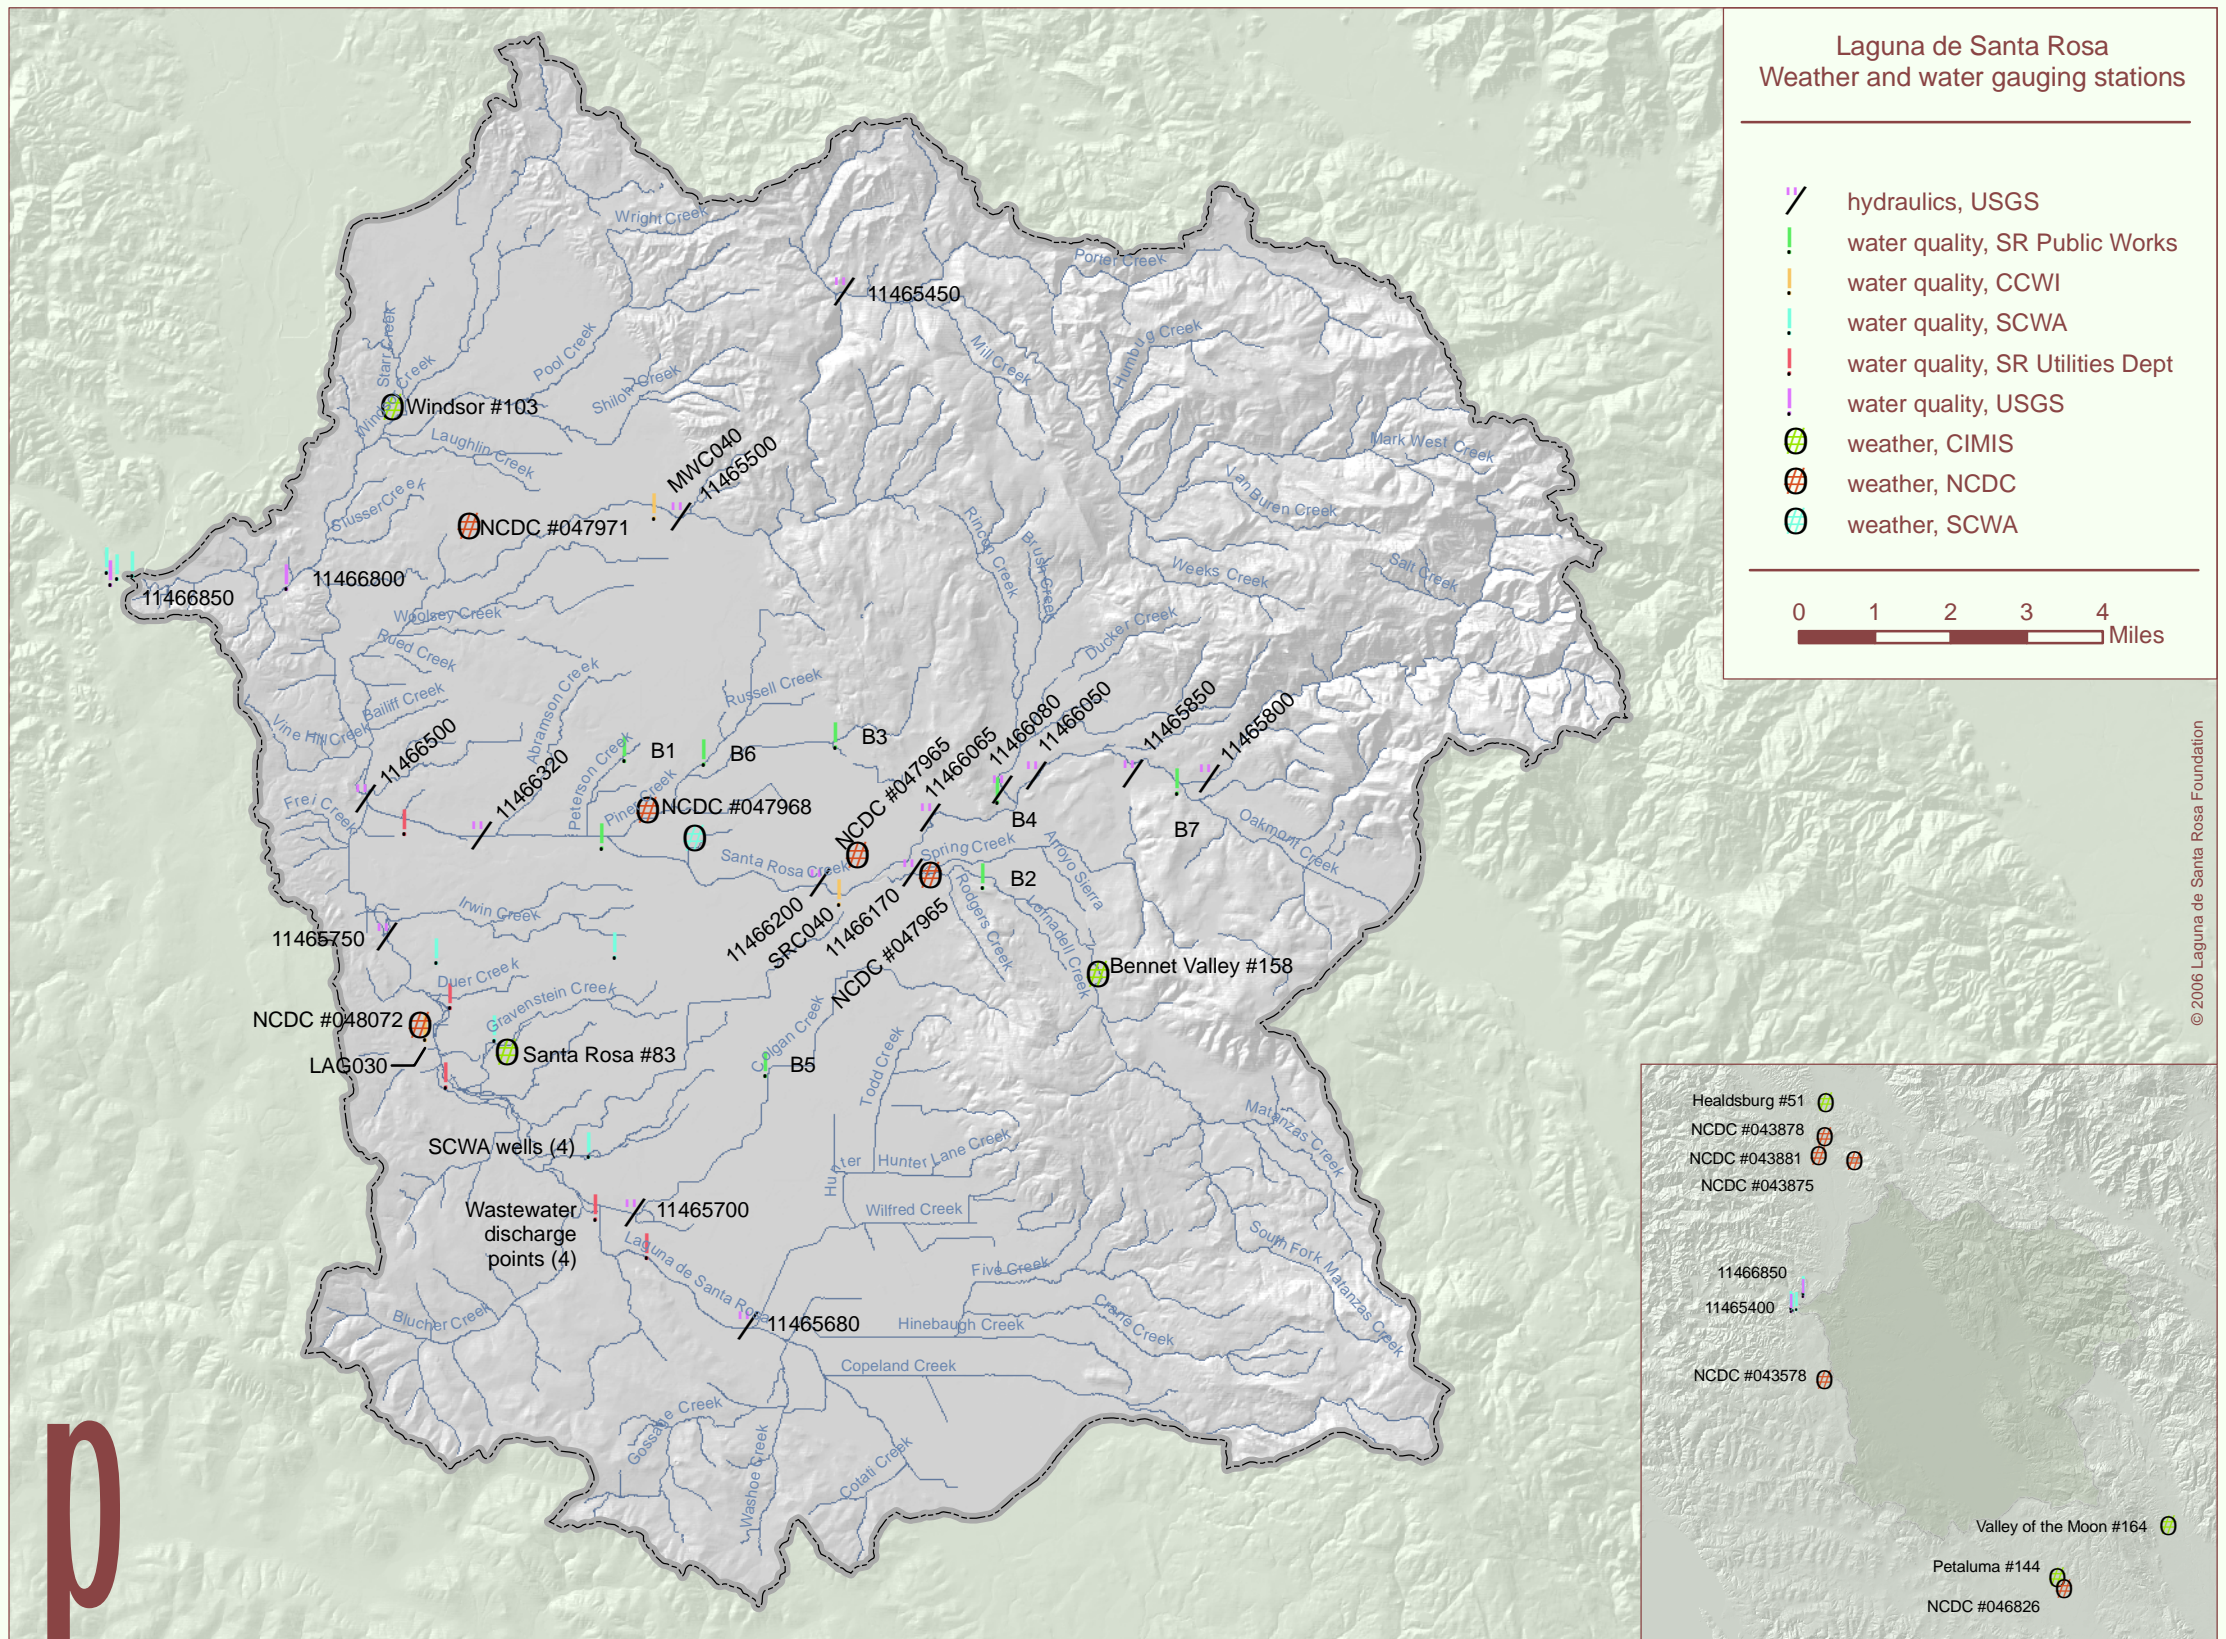 Laguna de Santa Rosa
Weather and water gauging stations
hydraulics, USGS
water quality, SR Public Works
water quality, CCWI
water quality, SCWA
water quality, SR Utilities Dept
water quality, USGS
weather, CIMIS
weather, NCDC
weather, SCWA
0 1 2 3 4
Miles
Wright Creek
Porter Creek
11465450
Starr Creek
Windsor Creek
Pool Creek
Shiloh Creek
Mill Creek
Humbug Creek
Windsor #103
Laughlin Creek
Mark West Creek
MWC040
11465500
Van Buren Creek
Slusser Creek
NCDC #047971
Rincon Creek
Brush Creek
Weeks Creek
Salt Creek
11466800
11466850
Woolsey Creek
Rued Creek
Ducker Creek
Abramson Creek
Russell Creek
Bailiff Creek
Vine Hill Creek
11466500
11466320
Peterson Creek
B1
B6
B3
NCDC #047965
11466065
11466080
11466050
11465850
11465800
Frei Creek
Piner Creek
NCDC #047968
B4
B7
Oakmont Creek
Santa Rosa Creek
Spring Creek
Arroyo Sierra
B2
Irwin Creek
11466200
SRC040
11466170
NCDC #047965
Rodgers Creek
Lornadell Creek
11465750
Bennet Valley #158
Duer Creek
Gravenstein Creek
NCDC #048072
LAG030
Santa Rosa #83
Colgan Creek
B5
Todd Creek
Matanzas Creek
SCWA wells (4)
Hunter
Hunter Lane Creek
Wastewater
discharge
points (4)
11465700
Wilfred Creek
Laguna de Santa Rosa
Five Creek
South Fork Matanzas Creek
Blucher Creek
11465680
Hinebaugh Creek
Crane Creek
Copeland Creek
Gossage Creek
Washoe Creek
Cotati Creek
p
© 2006 Laguna de Santa Rosa Foundation
Healdsburg #51
NCDC #043878
NCDC #043881
NCDC #043875
11466850
11465400
NCDC #043578
Valley of the Moon #164
Petaluma #144
NCDC #046826